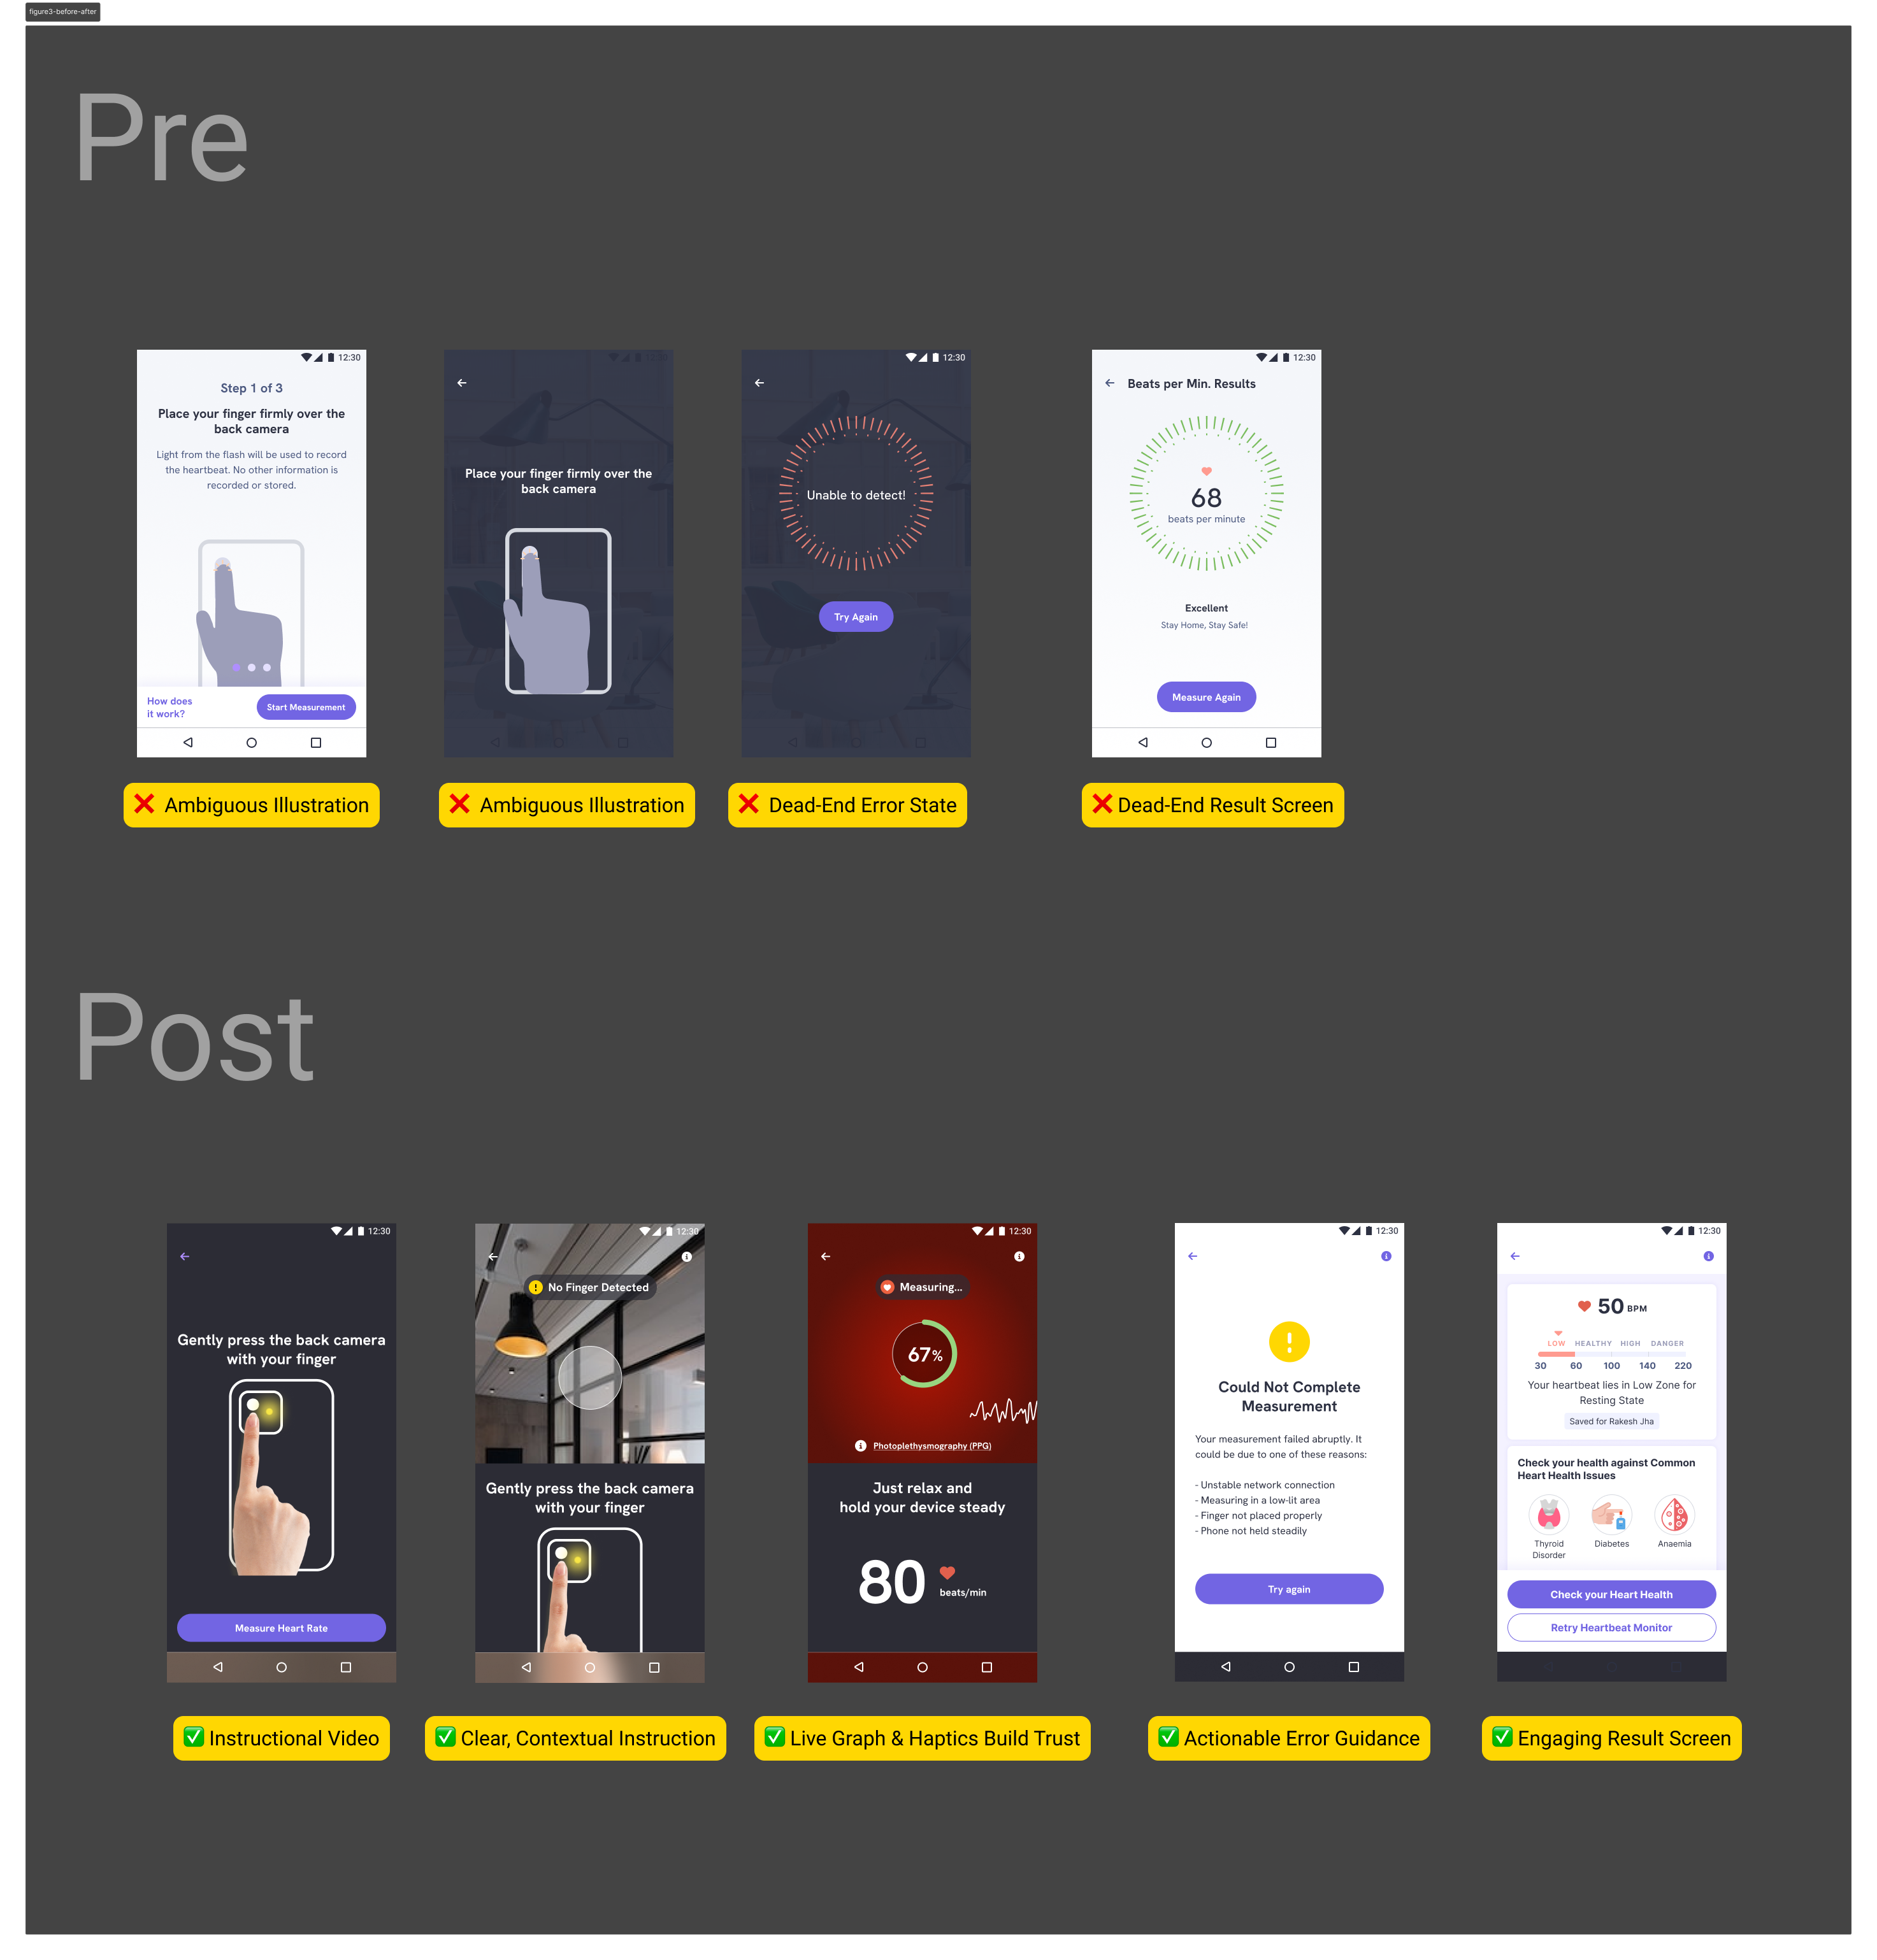 figure3-before-after
Pre
12:30
Step 1 of 3
Place your finger firmly over the
back camera
Light from the flash will be used to record
the heartbeat. No other information is
recorded or stored.
How does
it work?
Start Measurement
12:30
Place your finger firmly over the
back camera
12:30
Unable to detect!
Try Again
12:30
Beats per Min. Results
68
beats per minute
Excellent
Stay Home, Stay Safe!
Measure Again
❌ Ambiguous Illustration
❌ Ambiguous Illustration
❌ Dead-End Error State
❌ Dead-End Result Screen
Post
12:30
Gently press the back camera
with your finger
Measure Heart Rate
12:30
No Finger Detected
Gently press the back camera
with your finger
12:30
Measuring...
67%
Photoplethysmography (PPG)
Just relax and
hold your device steady
80
beats/min
12:30
Could Not Complete
Measurement
Your measurement failed abruptly. It
could be due to one of these reasons:
- Unstable network connection
- Measuring in a low-lit area
- Finger not placed properly
- Phone not held steadily
Try again
12:30
50 BPM
LOW HEALTHY HIGH DANGER
30 60 100 140 220
Your heartbeat lies in Low Zone for
Resting State
Saved for Rakesh Jha
Check your health against Common
Heart Health Issues
Thyroid
Disorder
Diabetes
Anaemia
Check your Heart Health
Retry Heartbeat Monitor
✅ Instructional Video
✅ Clear, Contextual Instruction
✅ Live Graph & Haptics Build Trust
✅ Actionable Error Guidance
✅ Engaging Result Screen